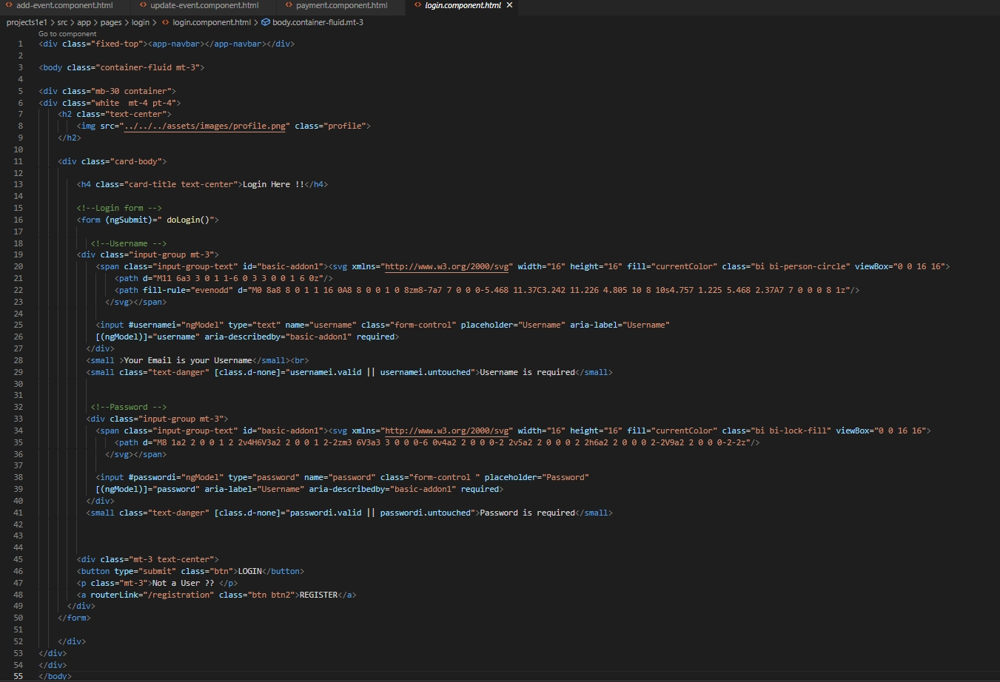 add-event.component.html update-event.component.html payment.component.html login.component.html
projects1e1 > src > app > pages > login > login.component.html > body.container-fluid.mt-3
Go to component
1 <div class="fixed-top"><app-navbar></app-navbar></div>
2
3 <body class="container-fluid mt-3">
4
5 <div class="mb-30 container">
6 <div class="white  mt-4 pt-4">
7 <h2 class="text-center">
8 <img src="../../../assets/images/profile.png" class="profile">
9 </h2>
10
11 <div class="card-body">
12
13 <h4 class="card-title text-center">Login Here !!</h4>
14
15 <!--Login form -->
16 <form (ngSubmit)=" doLogin()">
17
18 <!--Username -->
19 <div class="input-group mt-3">
20 <span class="input-group-text" id="basic-addon1"><svg xmlns="http://www.w3.org/2000/svg" width="16" height="16" fill="currentColor" class="bi bi-person-circle" viewBox="0 0 16 16">
21 <path d="M11 6a3 3 0 1 1-6 0 3 3 0 0 1 6 0z"/>
22 <path fill-rule="evenodd" d="M0 8a8 8 0 1 1 16 0A8 8 0 0 1 0 8zm8-7a7 7 0 0 0-5.468 11.37C3.242 11.226 4.805 10 8 10s4.757 1.225 5.468 2.37A7 7 0 0 0 8 1z"/>
23 </svg></span>
24
25 <input #usernamei="ngModel" type="text" name="username" class="form-control" placeholder="Username" aria-label="Username"
26 [(ngModel)]="username" aria-describedby="basic-addon1" required>
27 </div>
28 <small >Your Email is your Username</small><br>
29 <small class="text-danger" [class.d-none]="usernamei.valid || usernamei.untouched">Username is required</small>
30
31
32 <!--Password -->
33 <div class="input-group mt-3">
34 <span class="input-group-text" id="basic-addon1"><svg xmlns="http://www.w3.org/2000/svg" width="16" height="16" fill="currentColor" class="bi bi-lock-fill" viewBox="0 0 16 16">
35 <path d="M8 1a2 2 0 0 1 2 2v4H6V3a2 2 0 0 1 2-2zm3 6V3a3 3 0 0 0-6 0v4a2 2 0 0 0-2 2v5a2 2 0 0 0 2 2h6a2 2 0 0 0 2-2V9a2 2 0 0 0-2-2z"/>
36 </svg></span>
37
38 <input #passwordi="ngModel" type="password" name="password" class="form-control " placeholder="Password"
39 [(ngModel)]="password" aria-label="Username" aria-describedby="basic-addon1" required>
40 </div>
41 <small class="text-danger" [class.d-none]="passwordi.valid || passwordi.untouched">Password is required</small>
42
43
44
45 <div class="mt-3 text-center">
46 <button type="submit" class="btn">LOGIN</button>
47 <p class="mt-3">Not a User ?? </p>
48 <a routerLink="/registration" class="btn btn2">REGISTER</a>
49 </div>
50 </form>
51
52 </div>
53 </div>
54 </div>
55 </body>